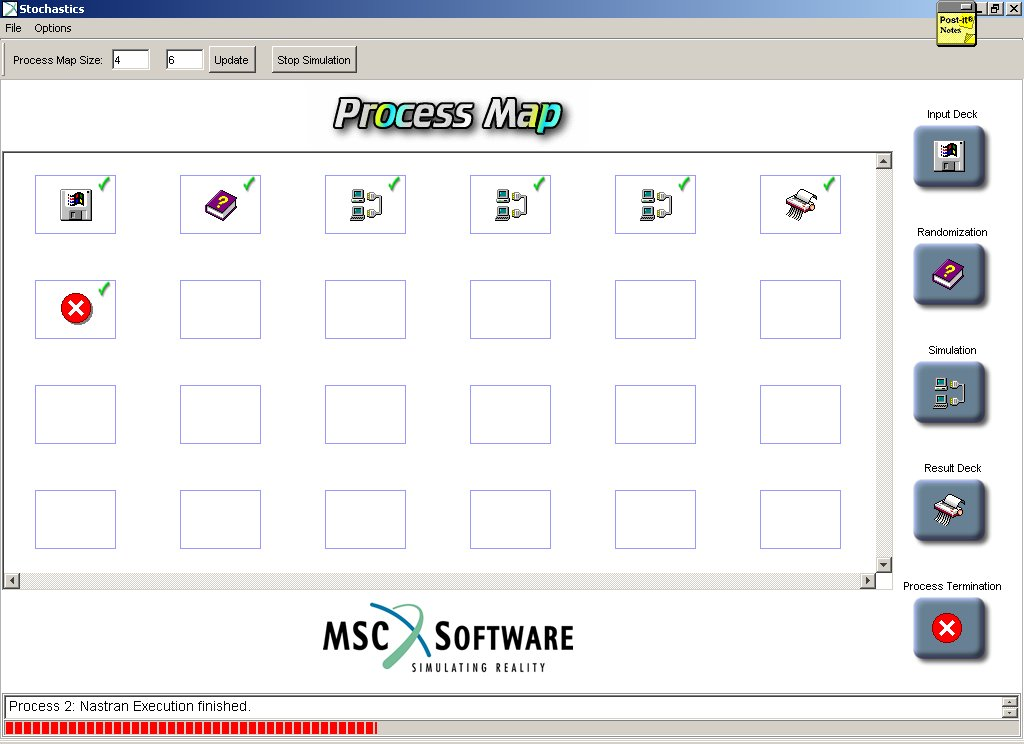 Stochastics
Post-it®
Notes
File Options
Process Map Size: 4 6 Update Stop Simulation
Process Map
Input Deck
Randomization
Simulation
Result Deck
Process Termination
MSC SOFTWARE
SIMULATING REALITY
Process 2: Nastran Execution finished.